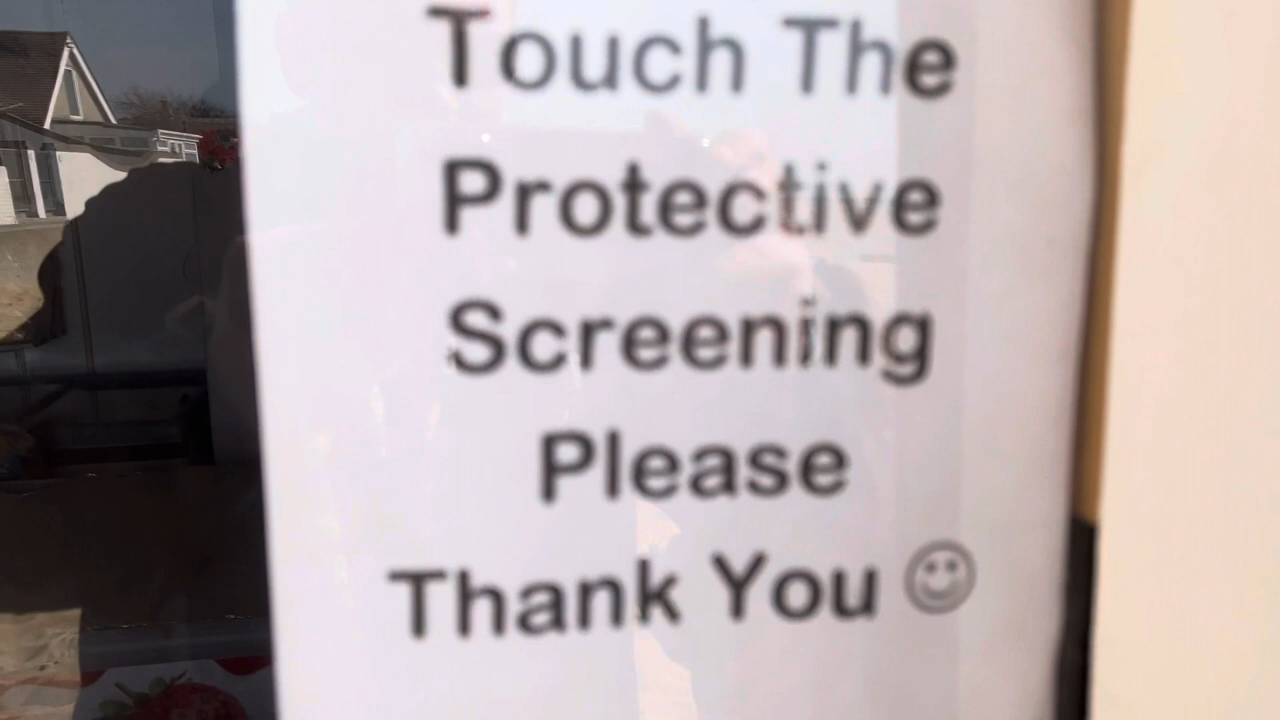 Touch The
Protective
Screening
Please
Thank You ☺